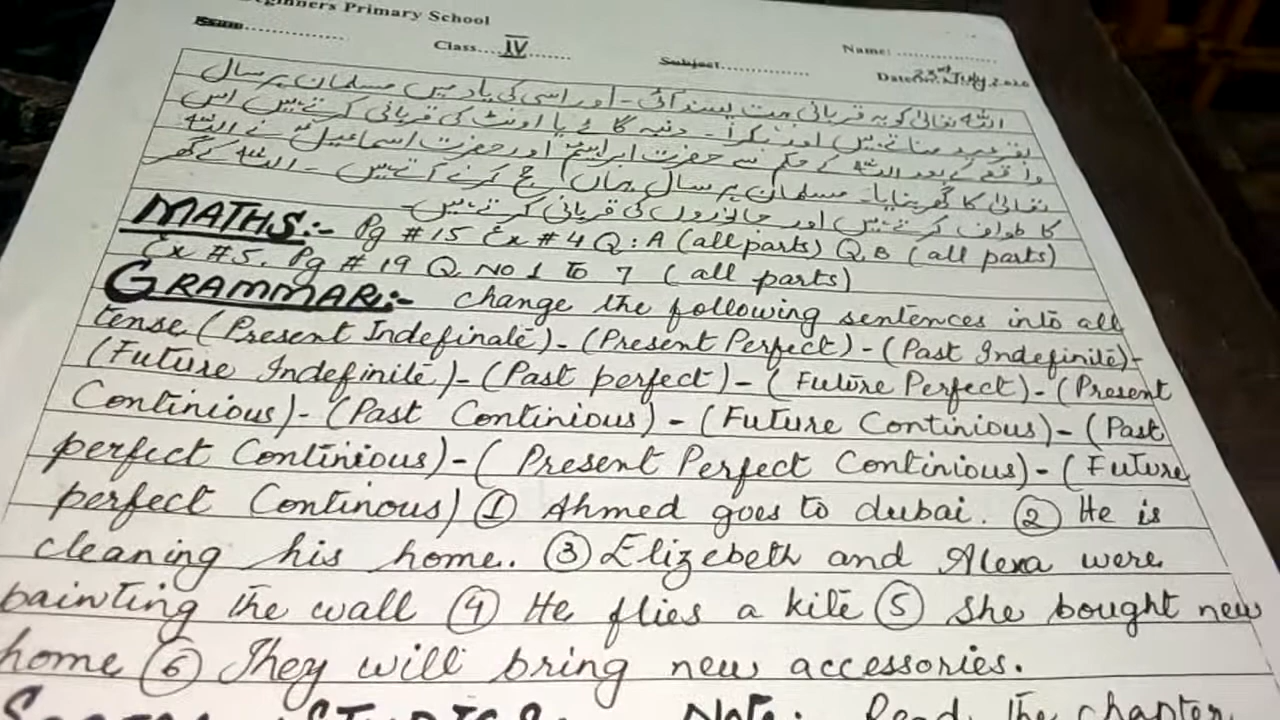 Beginners Primary School
Exam
Class....IV........
Subject................
Name: ................
Date 23rd July, 2020
اللہ تعالیٰ کو یہ قربانی بہت پسند آئی - اور اسی کی یاد میں مسلمان ہر سال
بقر عید مناتے ہیں اور بکرا - دنبہ گائے یا اونٹ کی قربانی کرتے ہیں اس
واقعے کے بعد اللہ کے حکم سے حضرت ابراہیم اور حضرت اسماعیل نے اللہ
تعالیٰ کا گھر بنایا - مسلمان ہر سال یہاں حج کرنے آتے ہیں - اللہ کے گھر
کا طواف کرتے ہیں اور جانوروں کی قربانی کرتے ہیں -
MATHS:- Pg #15 Ex #4 Q:A (all parts) Q.B (all parts)
Ex #5. Pg #19 Q No 1 To 7 (all parts)
GRAMMAR:- change the following sentences into all
tense (Present Indefinate) - (Present Perfect) - (Past Indefinite) -
(Future Indefinite) - (Past perfect) - (Future Perfect) - (Present
Continious) - (Past Continious) - (Future Continious) - (Past
perfect Continious) - (Present Perfect Continious) - (Future
perfect Continous) ① Ahmed goes to dubai. ② He is
cleaning his home. ③ Elizebeth and Alexa were
painting the wall ④ He flies a kite ⑤ She bought new
home ⑥ They will bring new accessories.
SOCIAL STUDIES: Note: Read the chapter